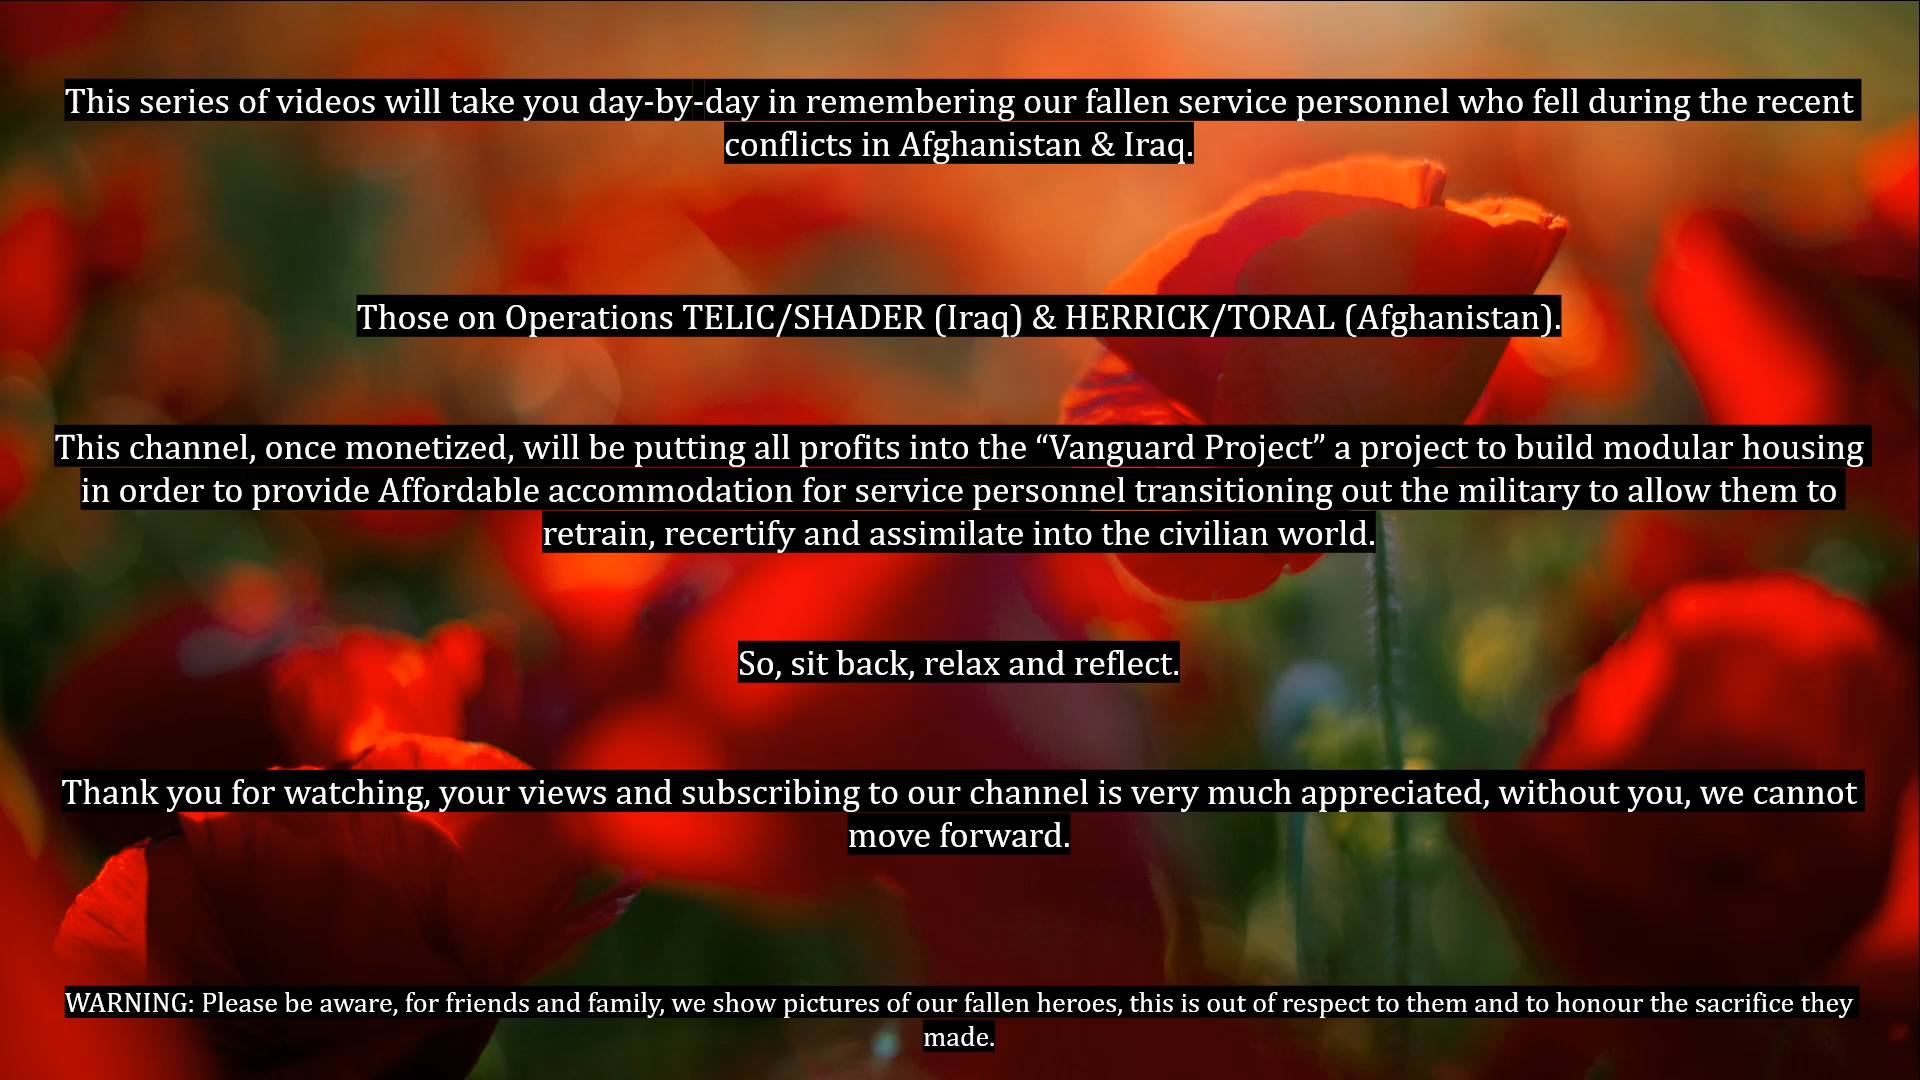 This series of videos will take you day-by-day in remembering our fallen service personnel who fell during the recent
conflicts in Afghanistan & Iraq.
Those on Operations TELIC/SHADER (Iraq) & HERRICK/TORAL (Afghanistan).
This channel, once monetized, will be putting all profits into the “Vanguard Project” a project to build modular housing
in order to provide Affordable accommodation for service personnel transitioning out the military to allow them to
retrain, recertify and assimilate into the civilian world.
So, sit back, relax and reflect.
Thank you for watching, your views and subscribing to our channel is very much appreciated, without you, we cannot
move forward.
WARNING: Please be aware, for friends and family, we show pictures of our fallen heroes, this is out of respect to them and to honour the sacrifice they
made.